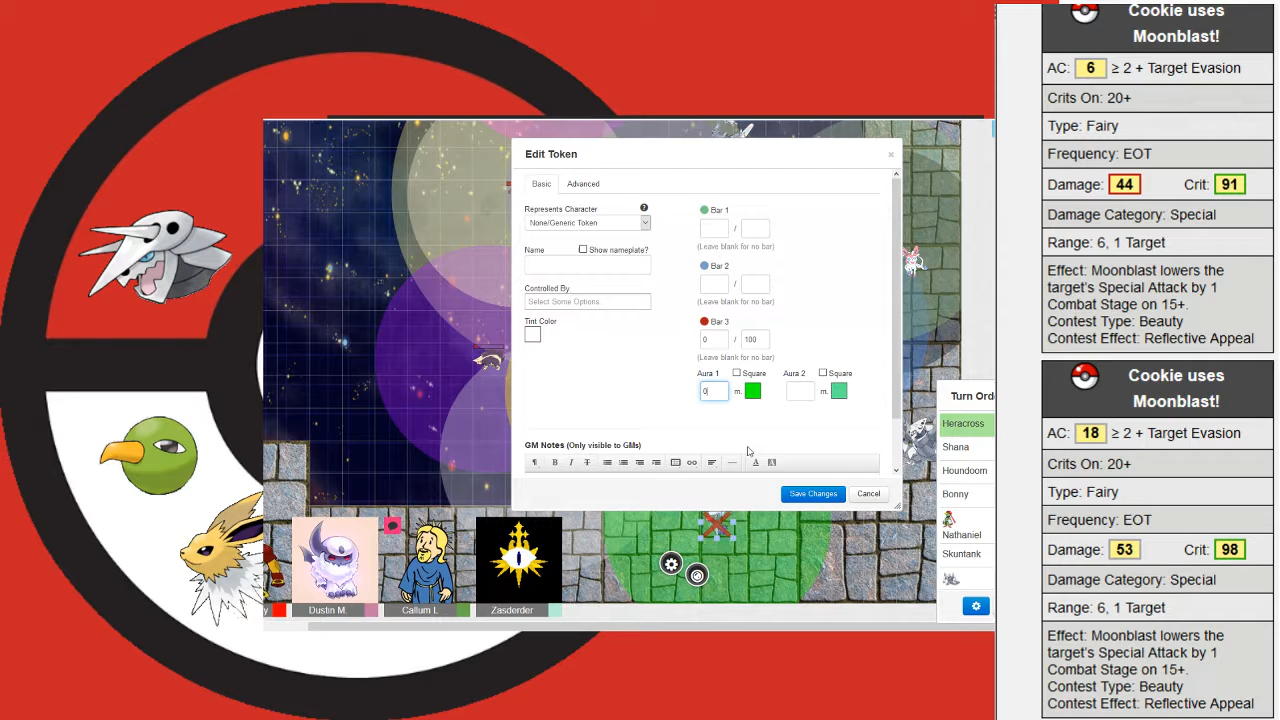 Edit Token
×
Basic
Advanced
Represents Character
?
None/Generic Token
Name
Show nameplate?
Controlled By
Select Some Options.
Tint Color
Bar 1
/
(Leave blank for no bar)
Bar 2
/
(Leave blank for no bar)
Bar 3
0 / 100
(Leave blank for no bar)
Aura 1 Square Aura 2 Square
0 m. m.
GM Notes (Only visible to GMs)
Save Changes
Cancel
y
Dustin M.
Callum L
Zasderder
Turn Orde
Heracross
Shana
Houndoom
Bonny
Nathaniel
Skuntank
Cookie uses
Moonblast!
AC: 6 ≥ 2 + Target Evasion
Crits On: 20+
Type: Fairy
Frequency: EOT
Damage: 44 Crit: 91
Damage Category: Special
Range: 6, 1 Target
Effect: Moonblast lowers the
target's Special Attack by 1
Combat Stage on 15+.
Contest Type: Beauty
Contest Effect: Reflective Appeal
Cookie uses
Moonblast!
AC: 18 ≥ 2 + Target Evasion
Crits On: 20+
Type: Fairy
Frequency: EOT
Damage: 53 Crit: 98
Damage Category: Special
Range: 6, 1 Target
Effect: Moonblast lowers the
target's Special Attack by 1
Combat Stage on 15+.
Contest Type: Beauty
Contest Effect: Reflective Appeal